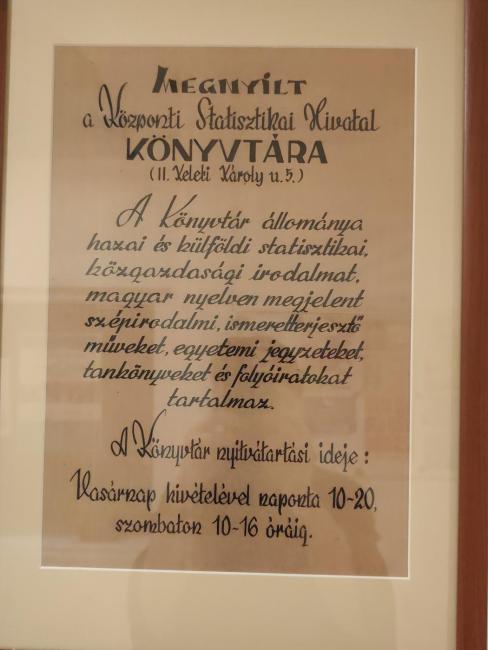 MEGNYÍLT
a Központi Statisztikai Hivatal
KÖNYVTÁRA
(II. Keleti Károly u. 5.)
A Könyvtár állománya
hazai és külföldi statisztikai,
közgazdasági irodalmat,
magyar nyelven megjelent
szépirodalmi, ismeretterjesztő
műveket, egyetemi jegyzeteket,
tankönyveket és folyóiratokat
tartalmaz.
A Könyvtár nyitvatartási ideje:
Vasárnap kivételével naponta 10-20,
szombaton 10-16 óráig.